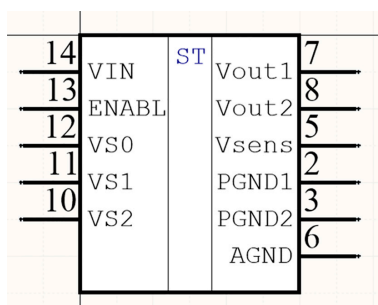 14 VIN ST Vout1 7
13 ENABL Vout2 8
12 VS0 Vsens 5
11 VS1 PGND1 2
10 VS2 PGND2 3
AGND 6